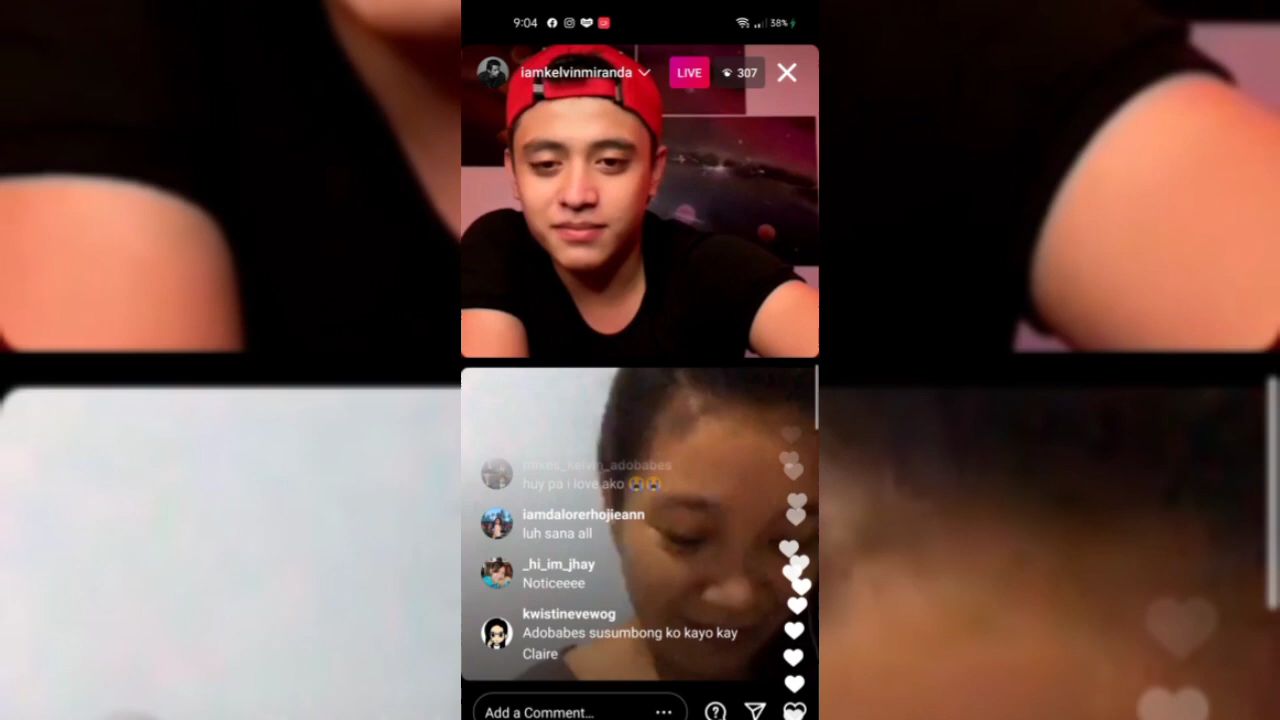 9:04
38%
iamkelvinmiranda
LIVE
307
mikes_kelvin_adobabes
huy pa i love ako 😭😭
iamdalorerhojieann
luh sana all
_hi_im_jhay
Noticeeee
kwistinevewog
Adobabes susumbong ko kayo kay
Claire
Add a Comment...